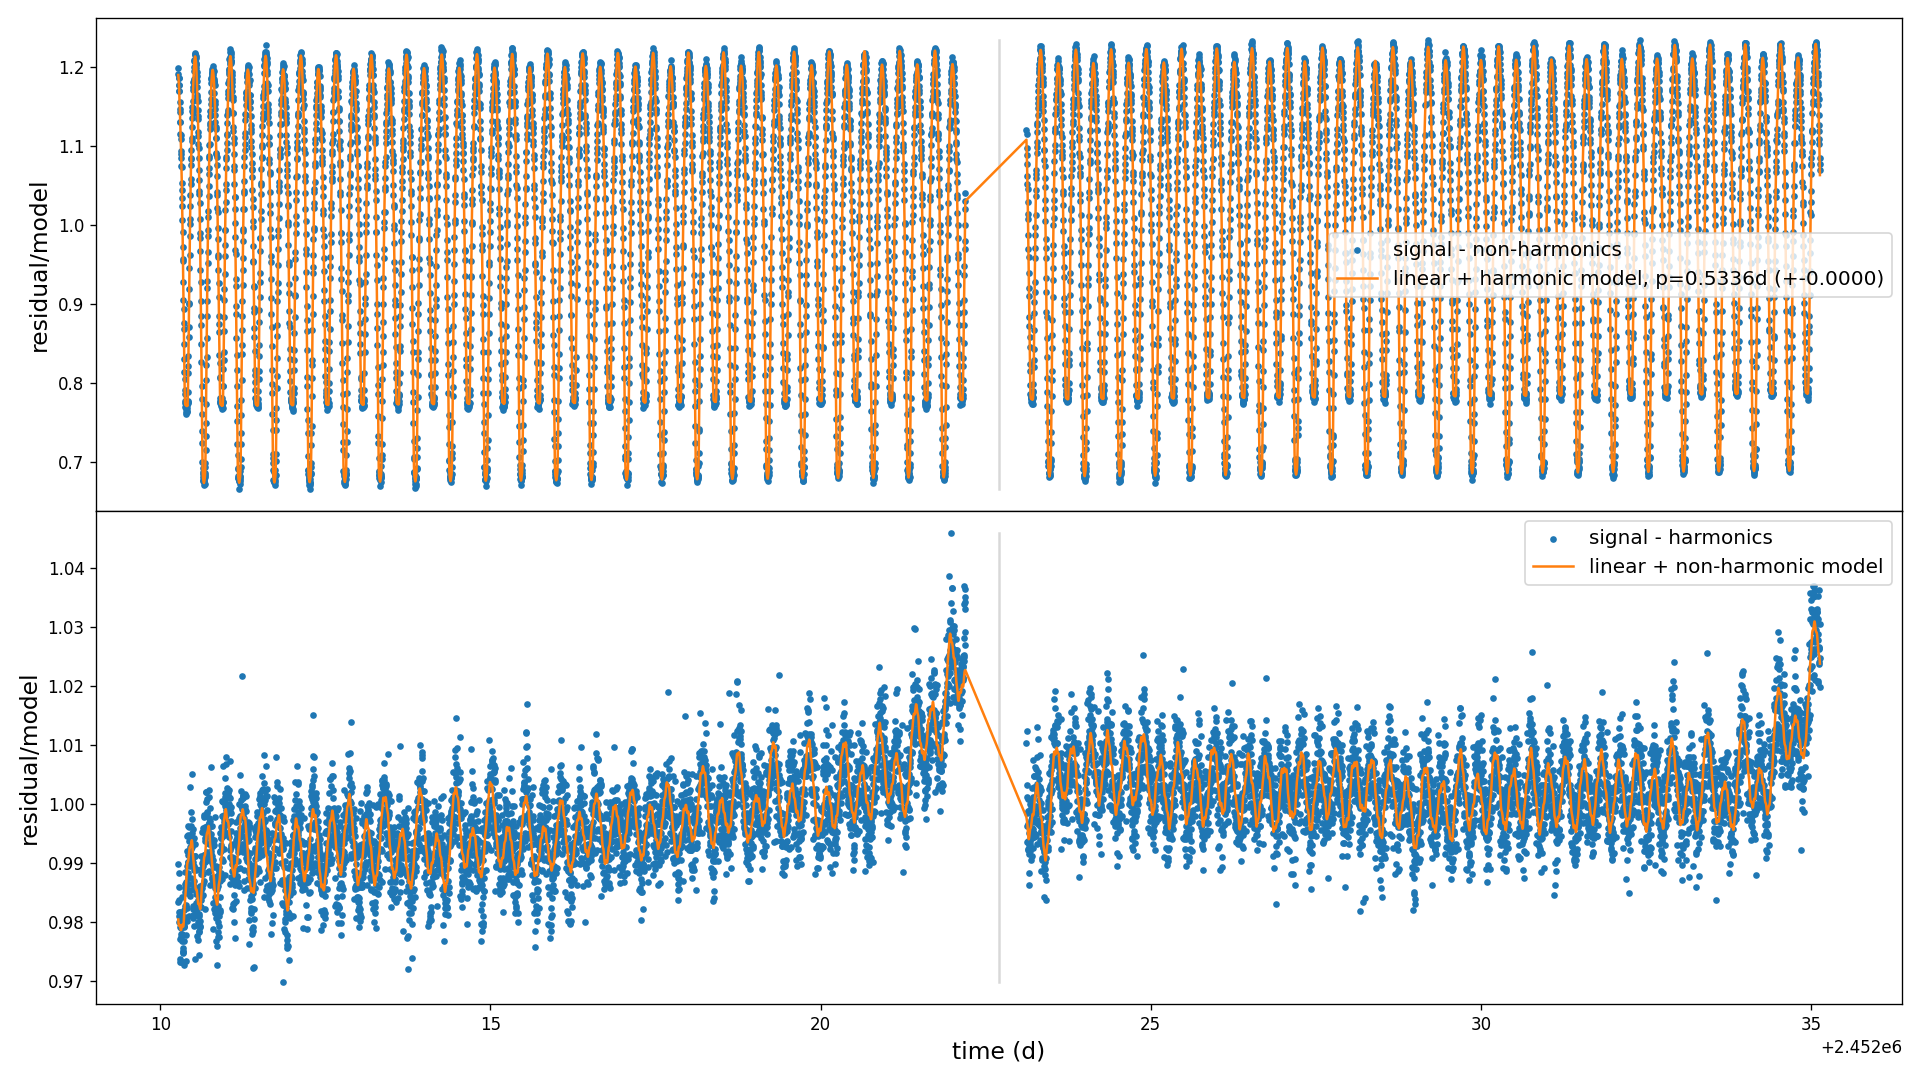 1.2
1.1
1.0
0.9
0.8
0.7
residual/model
signal - non-harmonics
linear + harmonic model, p=0.5336d (+-0.0000)
1.04
1.03
1.02
1.01
1.00
0.99
0.98
0.97
residual/model
signal - harmonics
linear + non-harmonic model
10 15 20 25 30 35
time (d)
+2.452e6